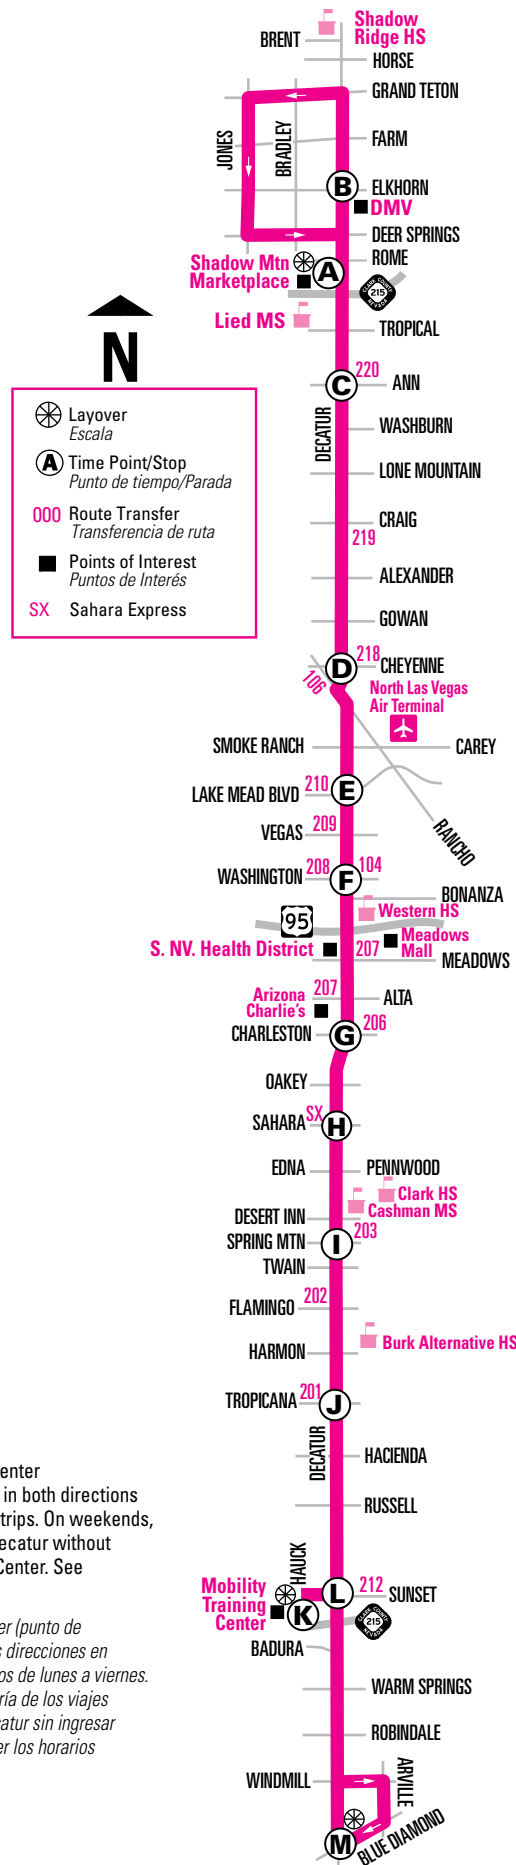 Shadow
Ridge HS
BRENT
HORSE
GRAND TETON
JONES
BRADLEY
FARM
B
ELKHORN
DMV
DEER SPRINGS
ROME
Shadow Mtn
Marketplace
A
CLARK COUNTY
215
NEVADA
Lied MS
TROPICAL
N
220
C
ANN
DECATUR
WASHBURN
LONE MOUNTAIN
CRAIG
219
ALEXANDER
GOWAN
Layover
Escala
A Time Point/Stop
Punto de tiempo/Parada
000 Route Transfer
Transferencia de ruta
Points of Interest
Puntos de Interés
SX Sahara Express
218
D
CHEYENNE
106
North Las Vegas
Air Terminal
SMOKE RANCH
CAREY
LAKE MEAD BLVD
210
E
RANCHO
VEGAS
209
WASHINGTON
208
F
104
BONANZA
Western HS
95
S. NV. Health District
207
Meadows
Mall
MEADOWS
Arizona
Charlie's
207
ALTA
CHARLESTON
G
206
OAKEY
SAHARA
SX
H
EDNA
PENNWOOD
Clark HS
Cashman MS
DESERT INN
SPRING MTN
I
203
TWAIN
FLAMINGO
202
Burk Alternative HS
HARMON
TROPICANA
201
J
DECATUR
HACIENDA
RUSSELL
enter
in both directions
trips. On weekends,
ecatur without
Center. See
HAUCK
Mobility
Training
Center
K
L
212
SUNSET
CLARK COUNTY
215
NEVADA
BADURA
er (punto de
s direcciones en
os de lunes a viernes.
ría de los viajes
catur sin ingresar
er los horarios
WARM SPRINGS
ROBINDALE
WINDMILL
ARVILLE
M
BLUE DIAMOND